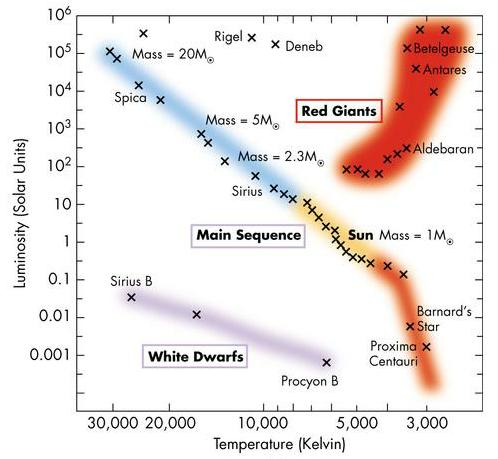 10⁶
10⁵
10⁴
10³
10²
10
1
0.1
0.01
0.001
Luminosity (Solar Units)
Rigel
Deneb
Mass = 20M☉
Spica
Mass = 5M☉
Mass = 2.3M☉
Sirius
Red Giants
Betelgeuse
Antares
Aldebaran
Main Sequence
Sun Mass = 1M☉
Sirius B
White Dwarfs
Procyon B
Barnard's
Star
Proxima
Centauri
30,000 20,000 10,000 5,000 3,000
Temperature (Kelvin)